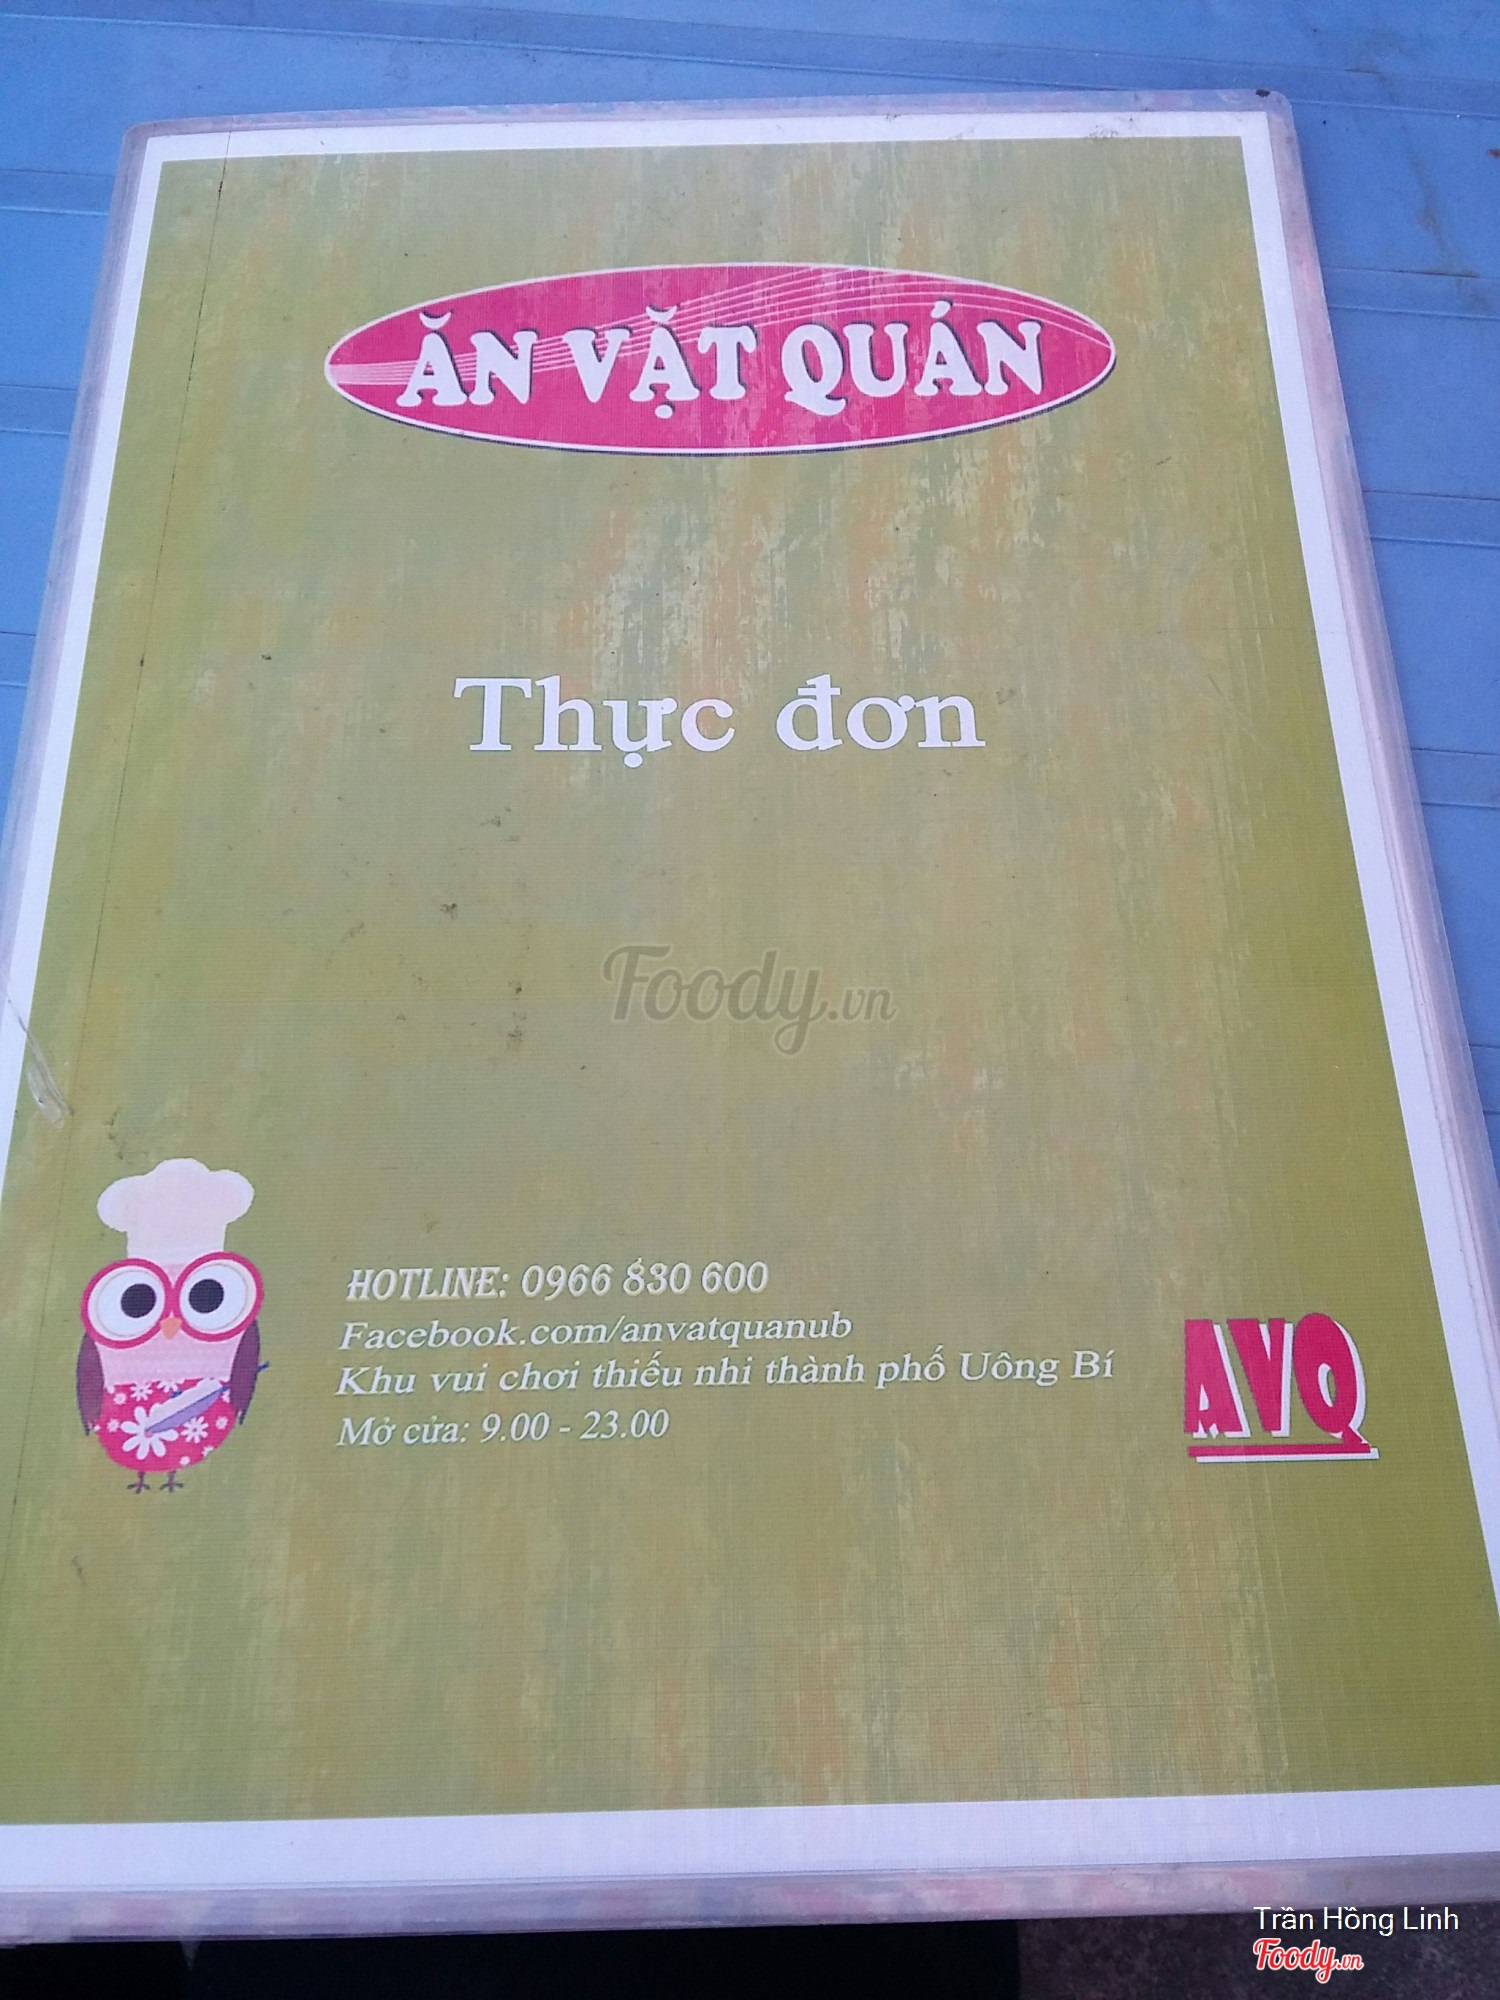 ĂN VẶT QUÁN
Thực đơn
Foody.vn
HOTLINE: 0966 830 600
Facebook.com/anvatquanub
Khu vui chơi thiếu nhi thành phố Uông Bí
Mở cửa: 9.00 - 23.00
AVQ
Trần Hồng Linh
Foody.vn